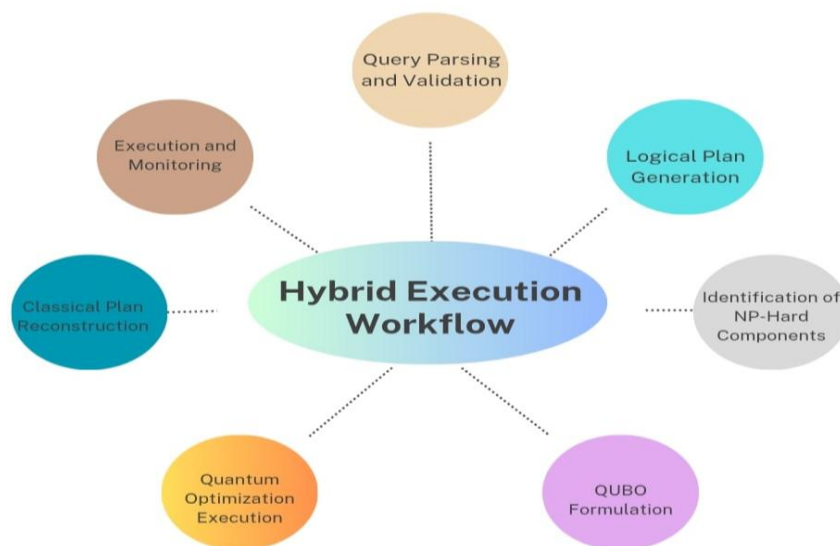 Query Parsing
and Validation
Execution and
Monitoring
Logical Plan
Generation
Hybrid Execution
Workflow
Classical Plan
Reconstruction
Identification of
NP-Hard
Components
Quantum
Optimization
Execution
QUBO
Formulation